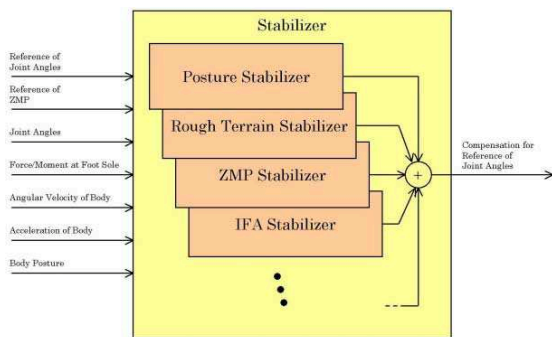 Stabilizer
Reference of
Joint Angles
Reference of
ZMP
Joint Angles
Force/Moment at Foot Sole
Angular Velocity of Body
Acceleration of Body
Body Posture
Posture Stabilizer
Rough Terrain Stabilizer
ZMP Stabilizer
IFA Stabilizer
+
Compensation for
Reference of
Joint Angles